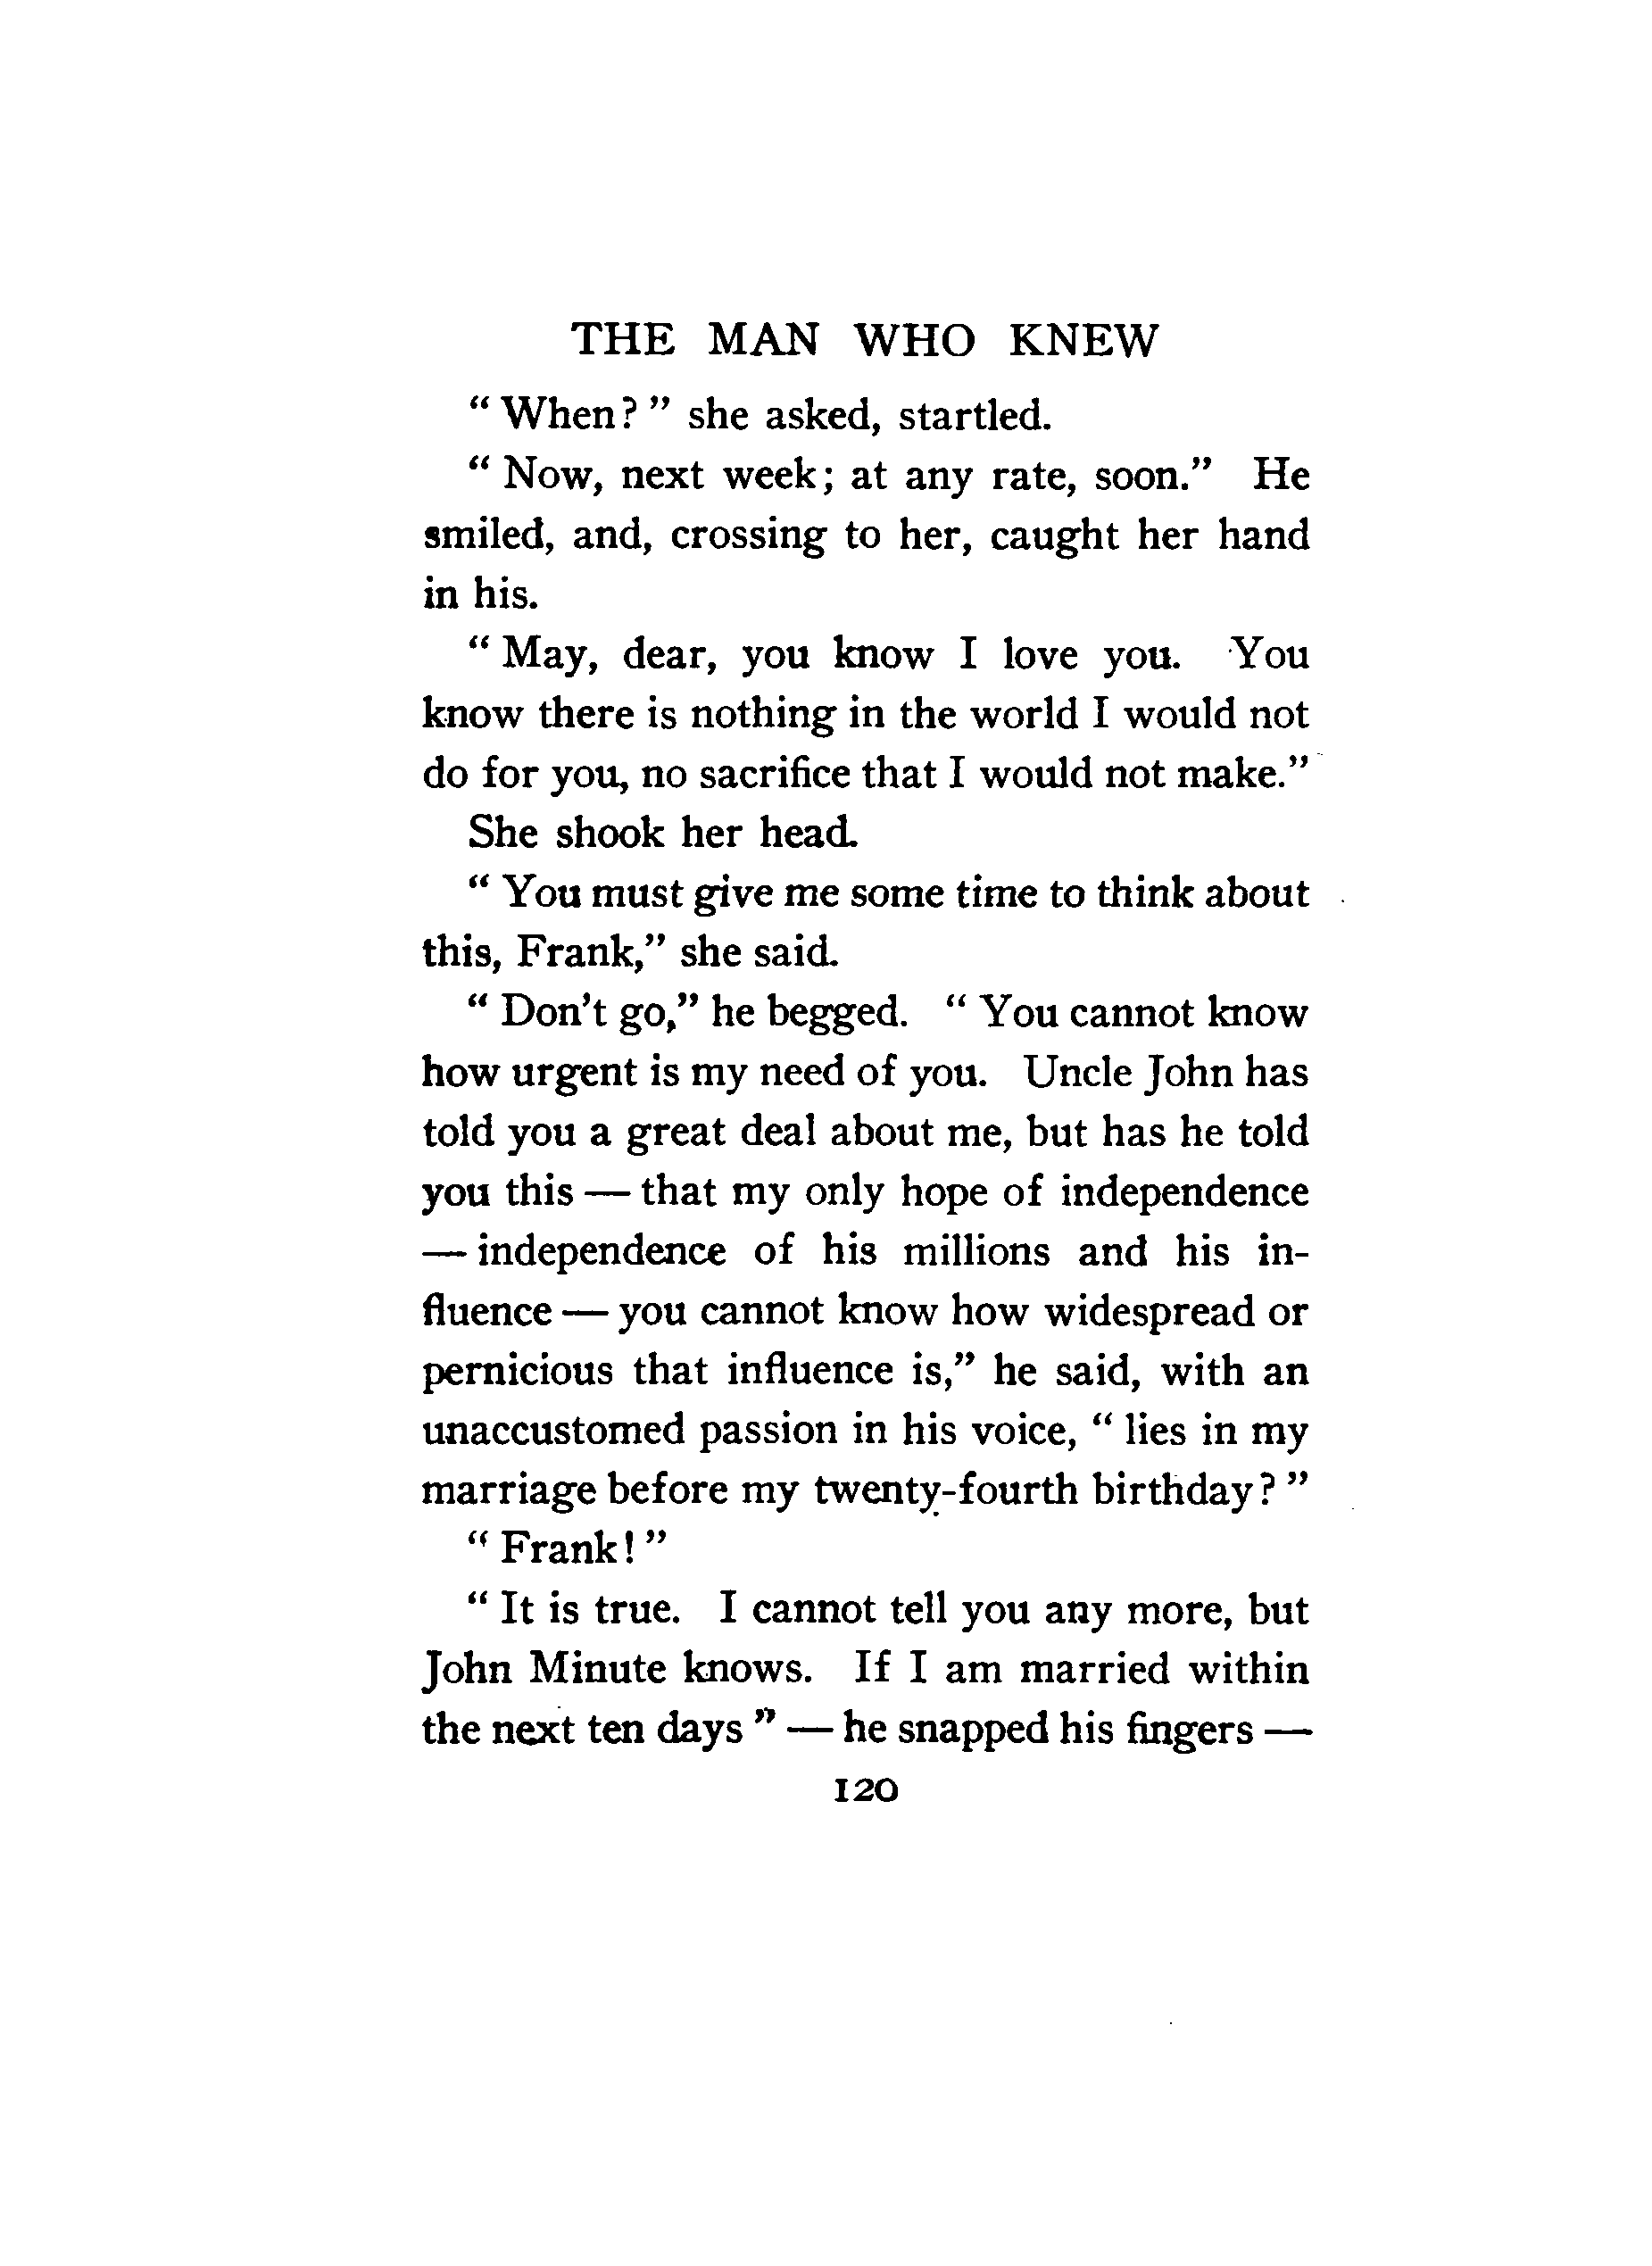 THE MAN WHO KNEW
“ When? ” she asked, startled.
“ Now, next week; at any rate, soon.” He
smiled, and, crossing to her, caught her hand
in his.
“ May, dear, you know I love you. You
know there is nothing in the world I would not
do for you, no sacrifice that I would not make.”
She shook her head.
“ You must give me some time to think about
this, Frank,” she said.
“ Don’t go,” he begged. “ You cannot know
how urgent is my need of you. Uncle John has
told you a great deal about me, but has he told
you this — that my only hope of independence
— independence of his millions and his in-
fluence — you cannot know how widespread or
pernicious that influence is,” he said, with an
unaccustomed passion in his voice, “ lies in my
marriage before my twenty-fourth birthday? ”
“ Frank! ”
“ It is true. I cannot tell you any more, but
John Minute knows. If I am married within
the next ten days ” — he snapped his fingers —
120